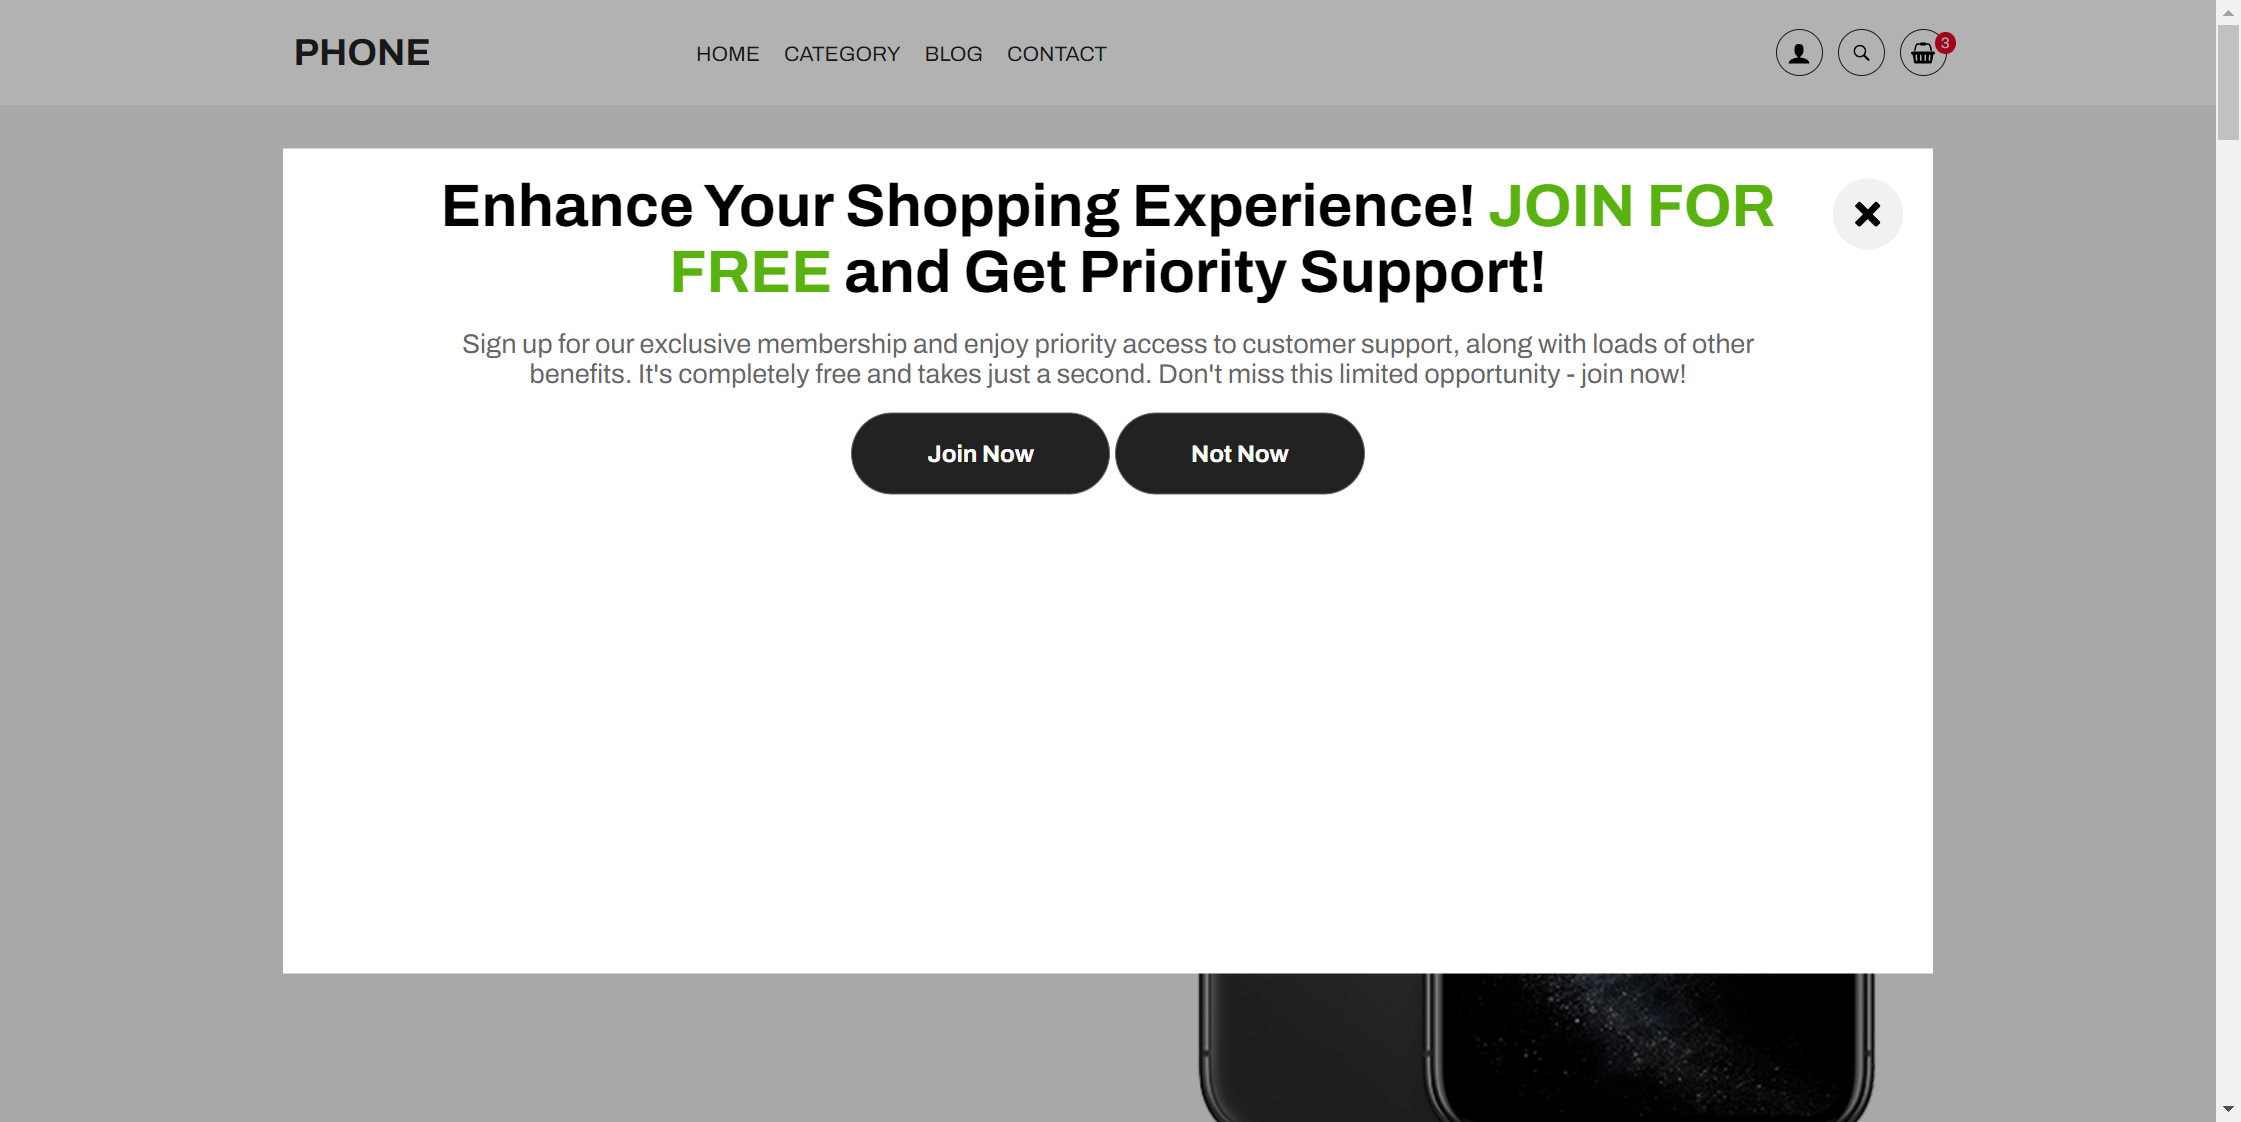 PHONE
HOME CATEGORY BLOG CONTACT
3
Enhance Your Shopping Experience! JOIN FOR
FREE and Get Priority Support!
Sign up for our exclusive membership and enjoy priority access to customer support, along with loads of other
benefits. It's completely free and takes just a second. Don't miss this limited opportunity - join now!
Join Now
Not Now